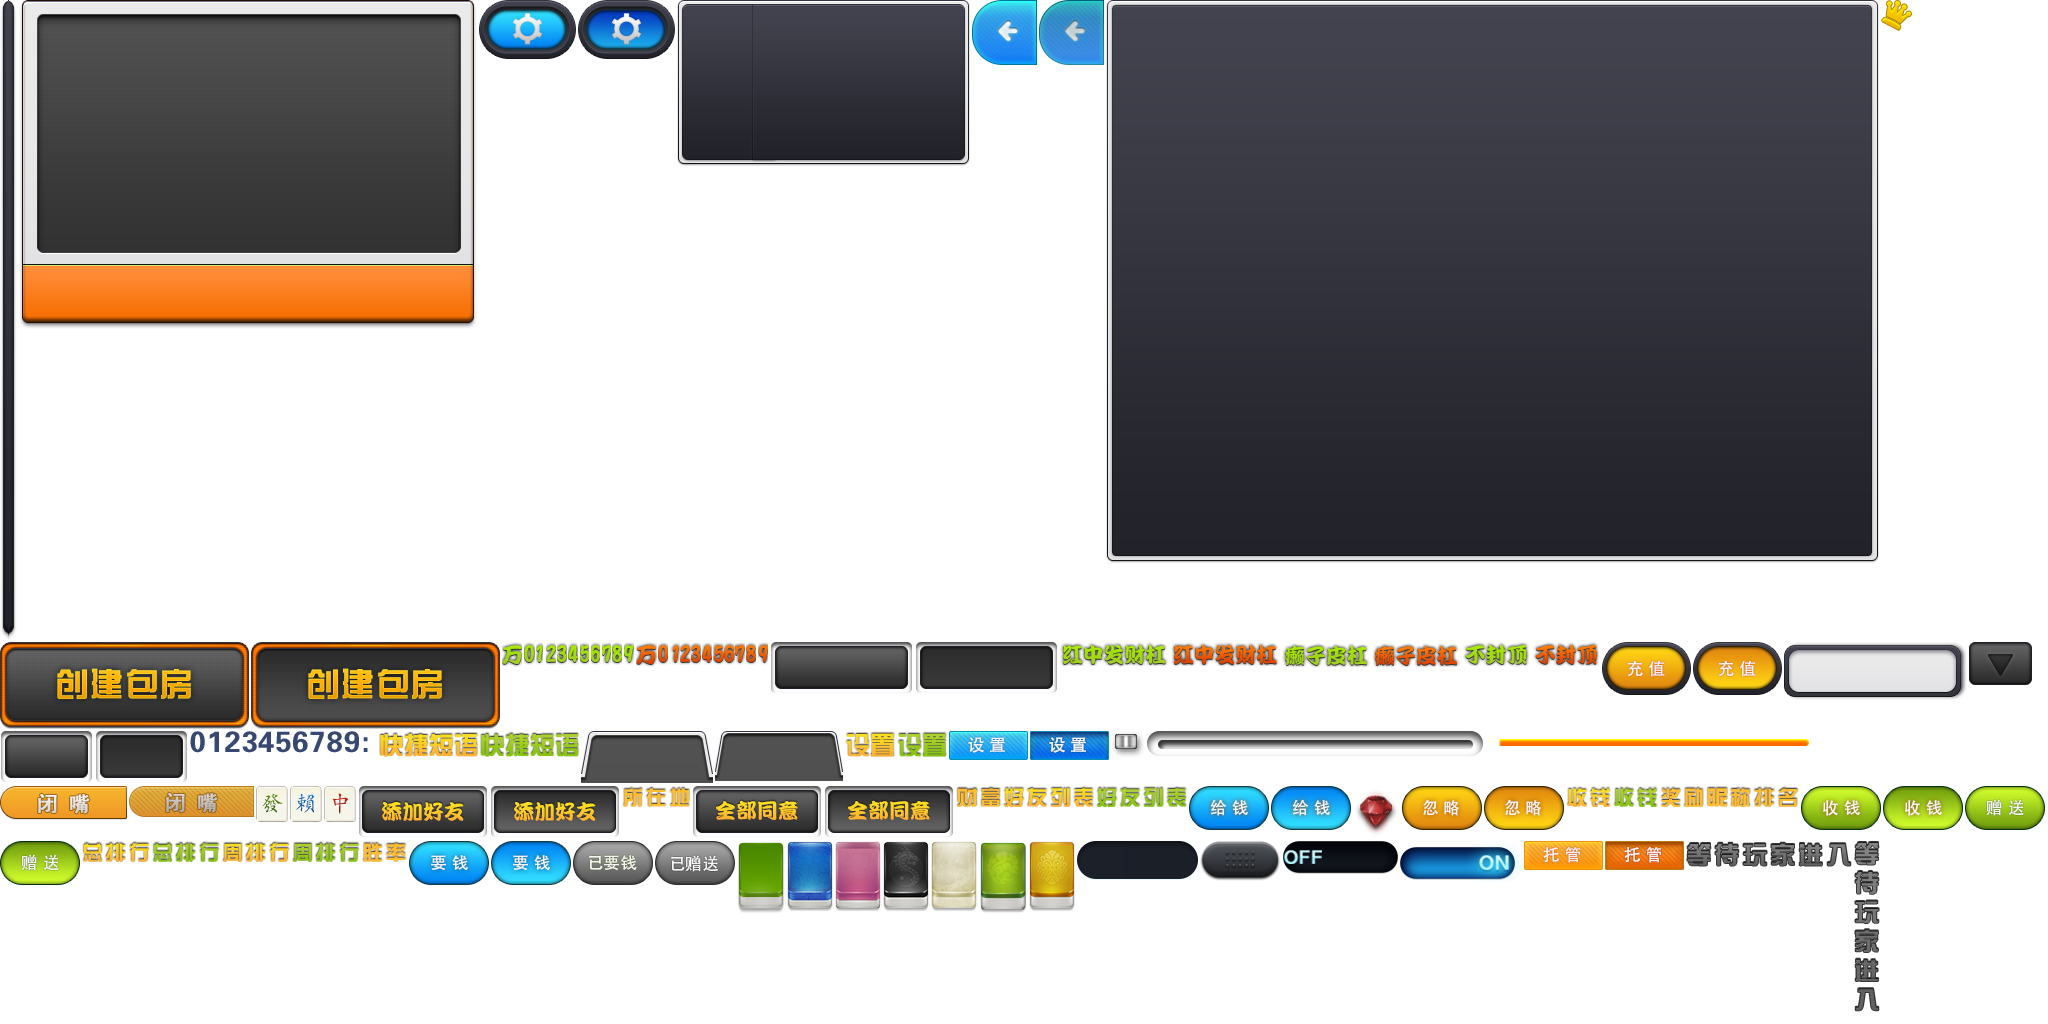 创建包房 创建包房 万0123456789 万0123456789 红中发财杠 红中发财杠 癞子皮杠 癞子皮杠 不封顶 不封顶 充值 充值
0123456789: 快捷短语 快捷短语 设置 设置 设置 设置
闭嘴 闭嘴 發 賴 中 添加好友 添加好友 所在地 全部同意 全部同意 财富 好友列表 好友列表 给钱 给钱 忽略 忽略 收钱 收钱 奖励 昵称 排名 收钱 收钱 赠送
赠送 总排行 总排行 周排行 周排行 胜率 要钱 要钱 已要钱 已赠送 OFF ON 托管 托管 等待玩家进入 等待玩家进入